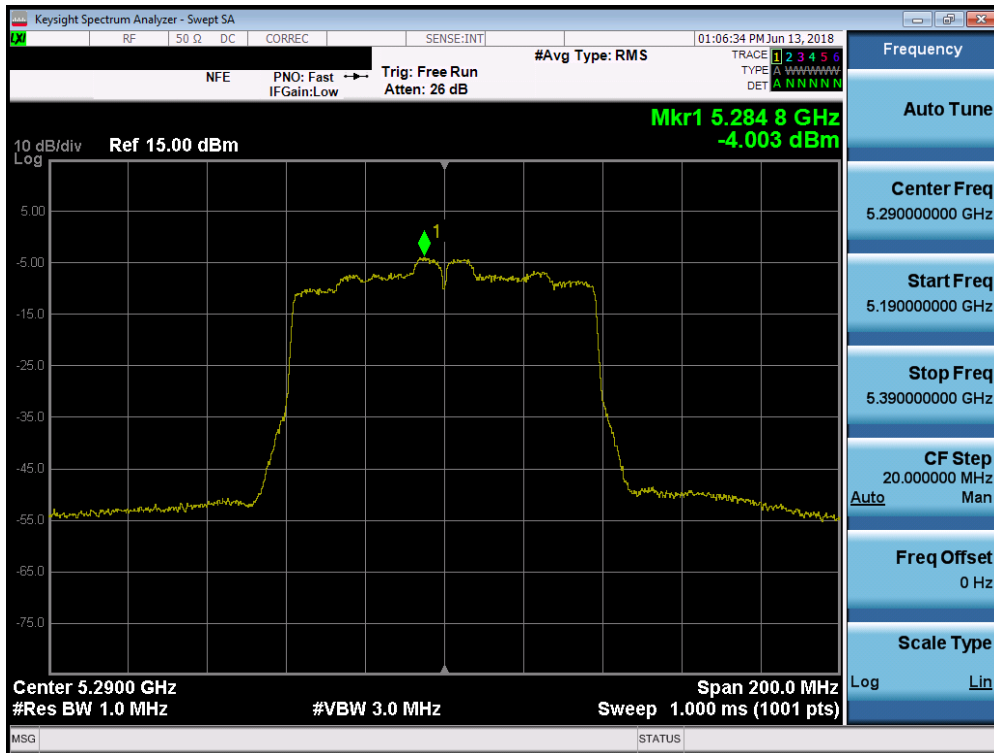 Keysight Spectrum Analyzer - Swept SA
LXI RF 50 Ω DC CORREC SENSE:INT 01:06:34 PM Jun 13, 2018
NFE PNO: Fast Trig: Free Run #Avg Type: RMS TRACE 1 2 3 4 5 6
IFGain:Low Atten: 26 dB TYPE A WWWWW
DET A N N N N N
Mkr1 5.284 8 GHz
-4.003 dBm
10 dB/div Ref 15.00 dBm
Log
1
5.00
-5.00
-15.0
-25.0
-35.0
-45.0
-55.0
-65.0
-75.0
Center 5.2900 GHz Span 200.0 MHz
#Res BW 1.0 MHz #VBW 3.0 MHz Sweep 1.000 ms (1001 pts)
MSG STATUS
Frequency
Auto Tune
Center Freq
5.290000000 GHz
Start Freq
5.190000000 GHz
Stop Freq
5.390000000 GHz
CF Step
20.000000 MHz
Auto Man
Freq Offset
0 Hz
Scale Type
Log Lin